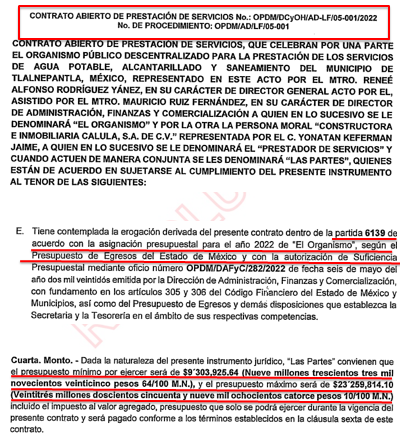 CONTRATO ABIERTO DE PRESTACIÓN DE SERVICIOS No.: OPDM/DCyOH/AD-LF/05-001/2022
No. DE PROCEDIMIENTO: OPDM/AD/LF/05-001
CONTRATO ABIERTO DE PRESTACIÓN DE SERVICIOS, QUE CELEBRAN POR UNA PARTE
EL ORGANISMO PÚBLICO DESCENTRALIZADO PARA LA PRESTACIÓN DE LOS SERVICIOS
DE AGUA POTABLE, ALCANTARILLADO Y SANEAMIENTO DEL MUNICIPIO DE
TLALNEPANTLA, MÉXICO, REPRESENTADO EN ESTE ACTO POR EL MTRO. RENEÉ
ALFONSO RODRÍGUEZ YÁNEZ, EN SU CARÁCTER DE DIRECTOR GENERAL ACTO POR EL,
ASISTIDO POR EL MTRO. MAURICIO RUIZ FERNÁNDEZ, EN SU CARÁCTER DE DIRECTOR
DE ADMINISTRACIÓN, FINANZAS Y COMERCIALIZACIÓN A QUIEN EN LO SUCESIVO SE LE
DENOMINARÁ "EL ORGANISMO" Y POR LA OTRA LA PERSONA MORAL "CONSTRUCTORA
E INMOBILIARIA CALULA, S.A. DE C.V." REPRESENTADA POR EL C. YONATAN KEFERMAN
JAIME, A QUIEN EN LO SUCESIVO SE LE DENOMINARÁ EL "PRESTADOR DE SERVICIOS" Y
CUANDO ACTUEN DE MANERA CONJUNTA SE LES DENOMINARÁ "LAS PARTES", QUIENES
ESTÁN DE ACUERDO EN SUJETARSE AL CUMPLIMIENTO DEL PRESENTE INSTRUMENTO
AL TENOR DE LAS SIGUIENTES:
E. Tiene contemplada la erogación derivada del presente contrato dentro de la partida 6139 de
acuerdo con la asignación presupuestal para el año 2022 de "El Organismo", según el
Presupuesto de Egresos del Estado de México y con la autorización de Suficiencia
Presupuestal mediante oficio número OPDM/DAFyC/282/2022 de fecha seis de mayo del
año dos mil veintidós emitida por la Dirección de Administración, Finanzas y Comercialización,
con fundamento en los artículos 305 y 306 del Código Financiero del Estado de México y
Municipios, así como del Presupuesto de Egresos y demás disposiciones que establezca la
Secretaria y la Tesorería en el ámbito de sus respectivas competencias.
Cuarta. Monto. - Dada la naturaleza del presente instrumento jurídico, "Las Partes" convienen que
el presupuesto mínimo por ejercer será de $9´303,925.64 (Nueve millones trescientos tres mil
novecientos veinticinco pesos 64/100 M.N.), y el presupuesto máximo será de $23´259,814.10
(Veintitrés millones doscientos cincuenta y nueve mil ochocientos catorce pesos 10/100 M.N.)
incluido el impuesto al valor agregado, presupuesto que solo se podrá ejercer durante la vigencia del
presente contrato y será pagado conforme a los términos establecidos en la cláusula sexta de este
contrato.